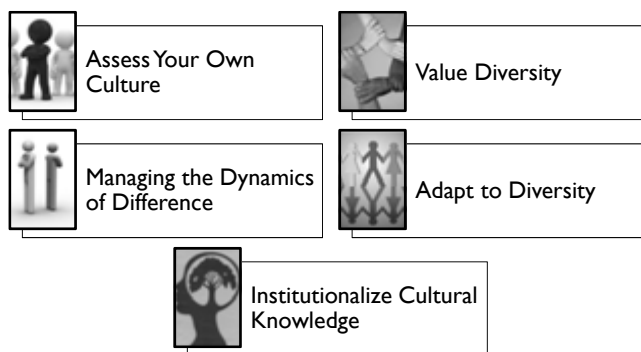 Assess Your Own
Culture
Value Diversity
Managing the Dynamics
of Difference
Adapt to Diversity
Institutionalize Cultural
Knowledge